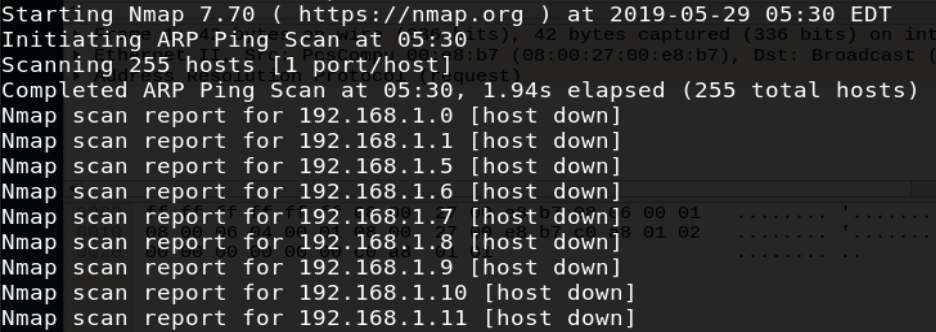 Starting Nmap 7.70 ( https://nmap.org ) at 2019-05-29 05:30 EDT
Initiating ARP Ping Scan at 05:30
Scanning 255 hosts [1 port/host]
Completed ARP Ping Scan at 05:30, 1.94s elapsed (255 total hosts)
Nmap scan report for 192.168.1.0 [host down]
Nmap scan report for 192.168.1.1 [host down]
Nmap scan report for 192.168.1.5 [host down]
Nmap scan report for 192.168.1.6 [host down]
Nmap scan report for 192.168.1.7 [host down]
Nmap scan report for 192.168.1.8 [host down]
Nmap scan report for 192.168.1.9 [host down]
Nmap scan report for 192.168.1.10 [host down]
Nmap scan report for 192.168.1.11 [host down]